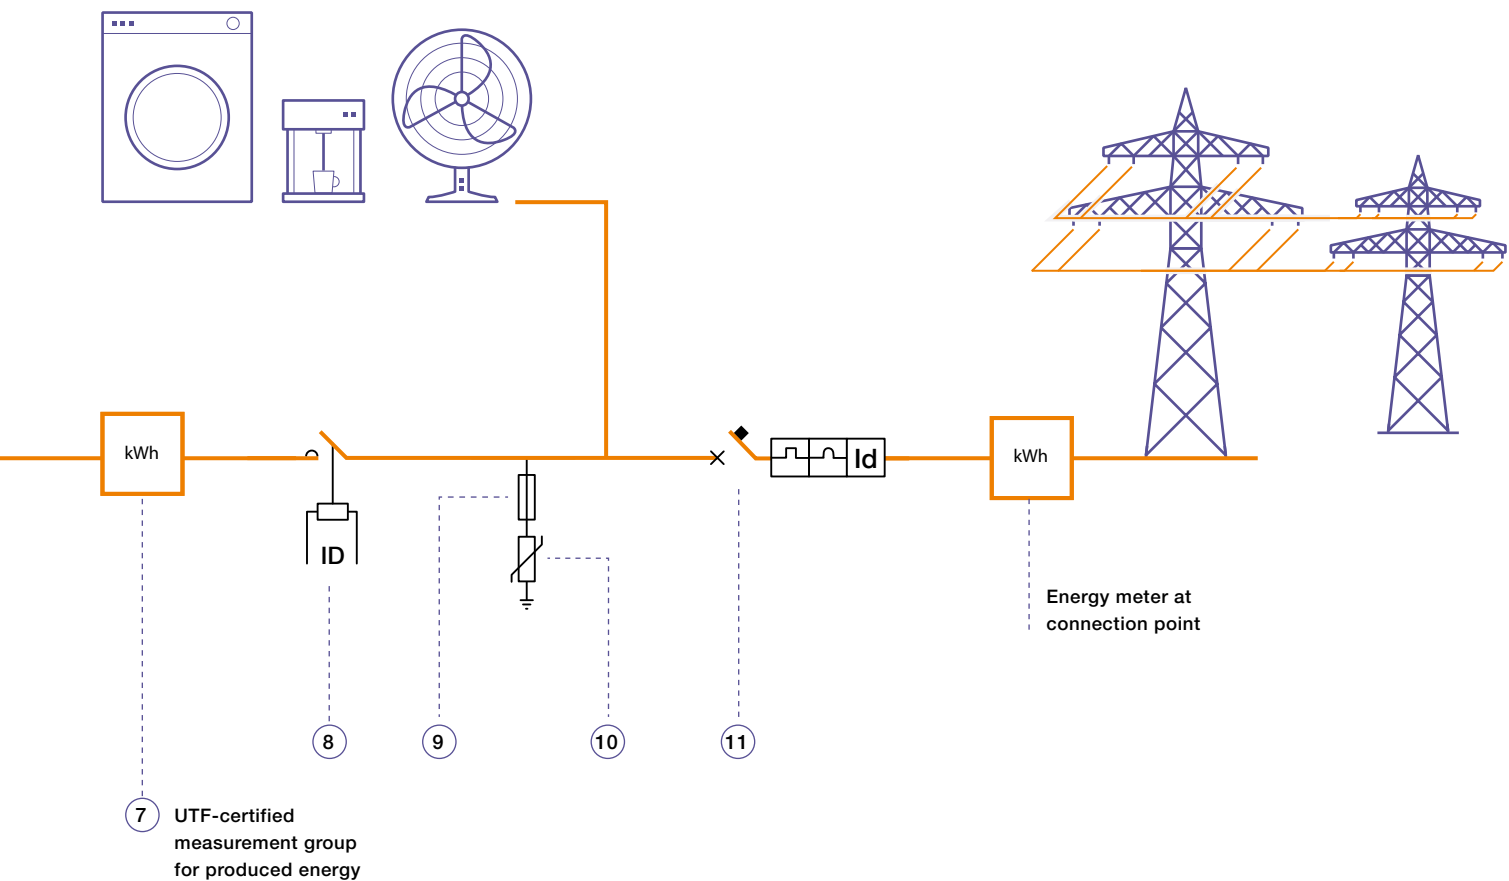 kWh
kWh
Id
ID
Energy meter at
connection point
8
9
10
11
7
UTF-certified
measurement group
for produced energy